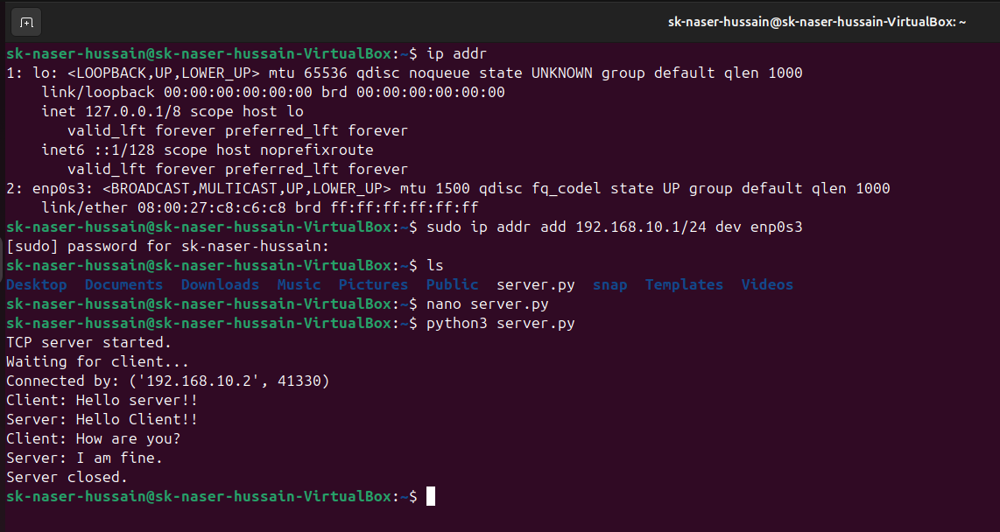 sk-naser-hussain@sk-naser-hussain-VirtualBox: ~
sk-naser-hussain@sk-naser-hussain-VirtualBox:~$ ip addr
1: lo: <LOOPBACK,UP,LOWER_UP> mtu 65536 qdisc noqueue state UNKNOWN group default qlen 1000
    link/loopback 00:00:00:00:00:00 brd 00:00:00:00:00:00
    inet 127.0.0.1/8 scope host lo
       valid_lft forever preferred_lft forever
    inet6 ::1/128 scope host noprefixroute
       valid_lft forever preferred_lft forever
2: enp0s3: <BROADCAST,MULTICAST,UP,LOWER_UP> mtu 1500 qdisc fq_codel state UP group default qlen 1000
    link/ether 08:00:27:c8:c6:c8 brd ff:ff:ff:ff:ff:ff
sk-naser-hussain@sk-naser-hussain-VirtualBox:~$ sudo ip addr add 192.168.10.1/24 dev enp0s3
[sudo] password for sk-naser-hussain:
sk-naser-hussain@sk-naser-hussain-VirtualBox:~$ ls
Desktop  Documents  Downloads  Music  Pictures  Public  server.py  snap  Templates  Videos
sk-naser-hussain@sk-naser-hussain-VirtualBox:~$ nano server.py
sk-naser-hussain@sk-naser-hussain-VirtualBox:~$ python3 server.py
TCP server started.
Waiting for client...
Connected by: ('192.168.10.2', 41330)
Client: Hello server!!
Server: Hello Client!!
Client: How are you?
Server: I am fine.
Server closed.
sk-naser-hussain@sk-naser-hussain-VirtualBox:~$